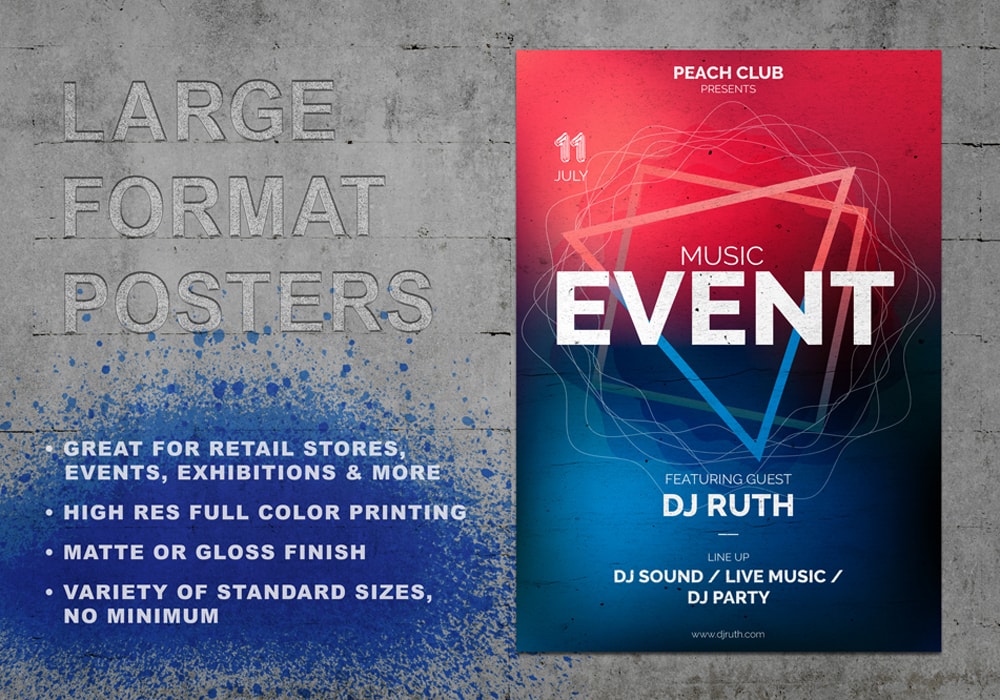 LARGE
FORMAT
POSTERS
• GREAT FOR RETAIL STORES,
EVENTS, EXHIBITIONS & MORE
• HIGH RES FULL COLOR PRINTING
• MATTE OR GLOSS FINISH
• VARIETY OF STANDARD SIZES,
NO MINIMUM
PEACH CLUB
PRESENTS
11
JULY
MUSIC
EVENT
FEATURING GUEST
DJ RUTH
LINE UP
DJ SOUND / LIVE MUSIC /
DJ PARTY
www.djruth.com